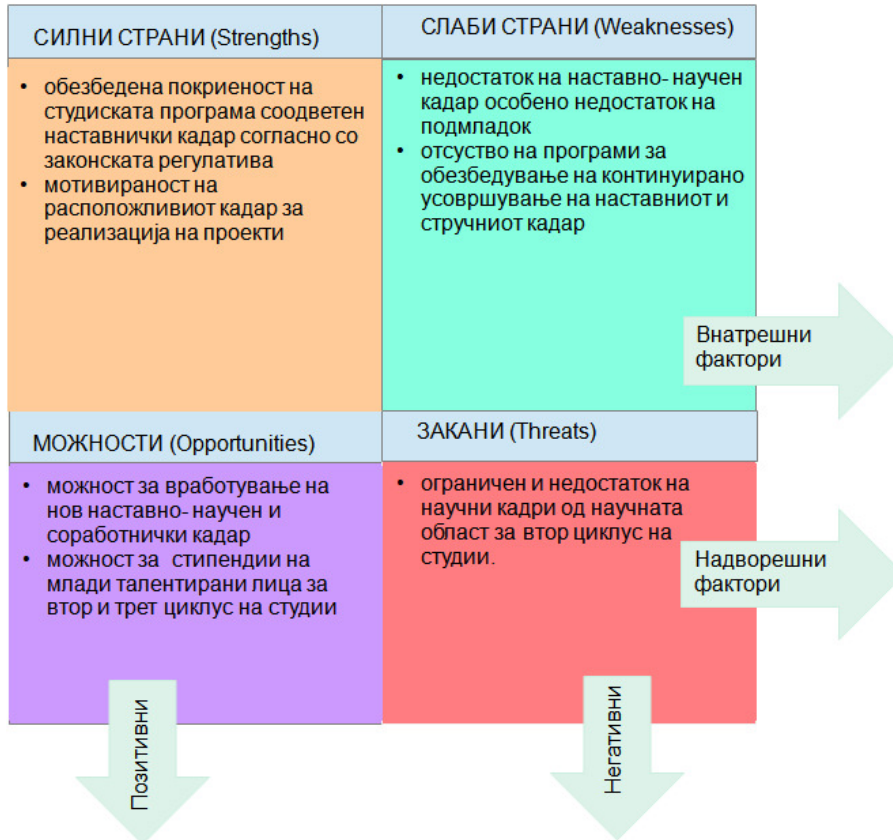 СИЛНИ СТРАНИ (Strengths)
• обезбедена покриеност на
студиската програма соодветен
наставнички кадар согласно со
законската регулатива
• мотивираност на
расположливиот кадар за
реализација на проекти
СЛАБИ СТРАНИ (Weaknesses)
• недостаток на наставно- научен
кадар особено недостаток на
подмладок
• отсуство на програми за
обезбедување на континуирано
усовршување на наставниот и
стручниот кадар
Внатрешни
фактори
МОЖНОСТИ (Opportunities)
• можност за вработување на
нов наставно- научен и
соработнички кадар
• можност за стипендии на
млади талентирани лица за
втор и трет циклус на студии
ЗАКАНИ (Threats)
• ограничен и недостаток на
научни кадри од научната
област за втор циклус на
студии.
Надворешни
фактори
Позитивни
Негативни